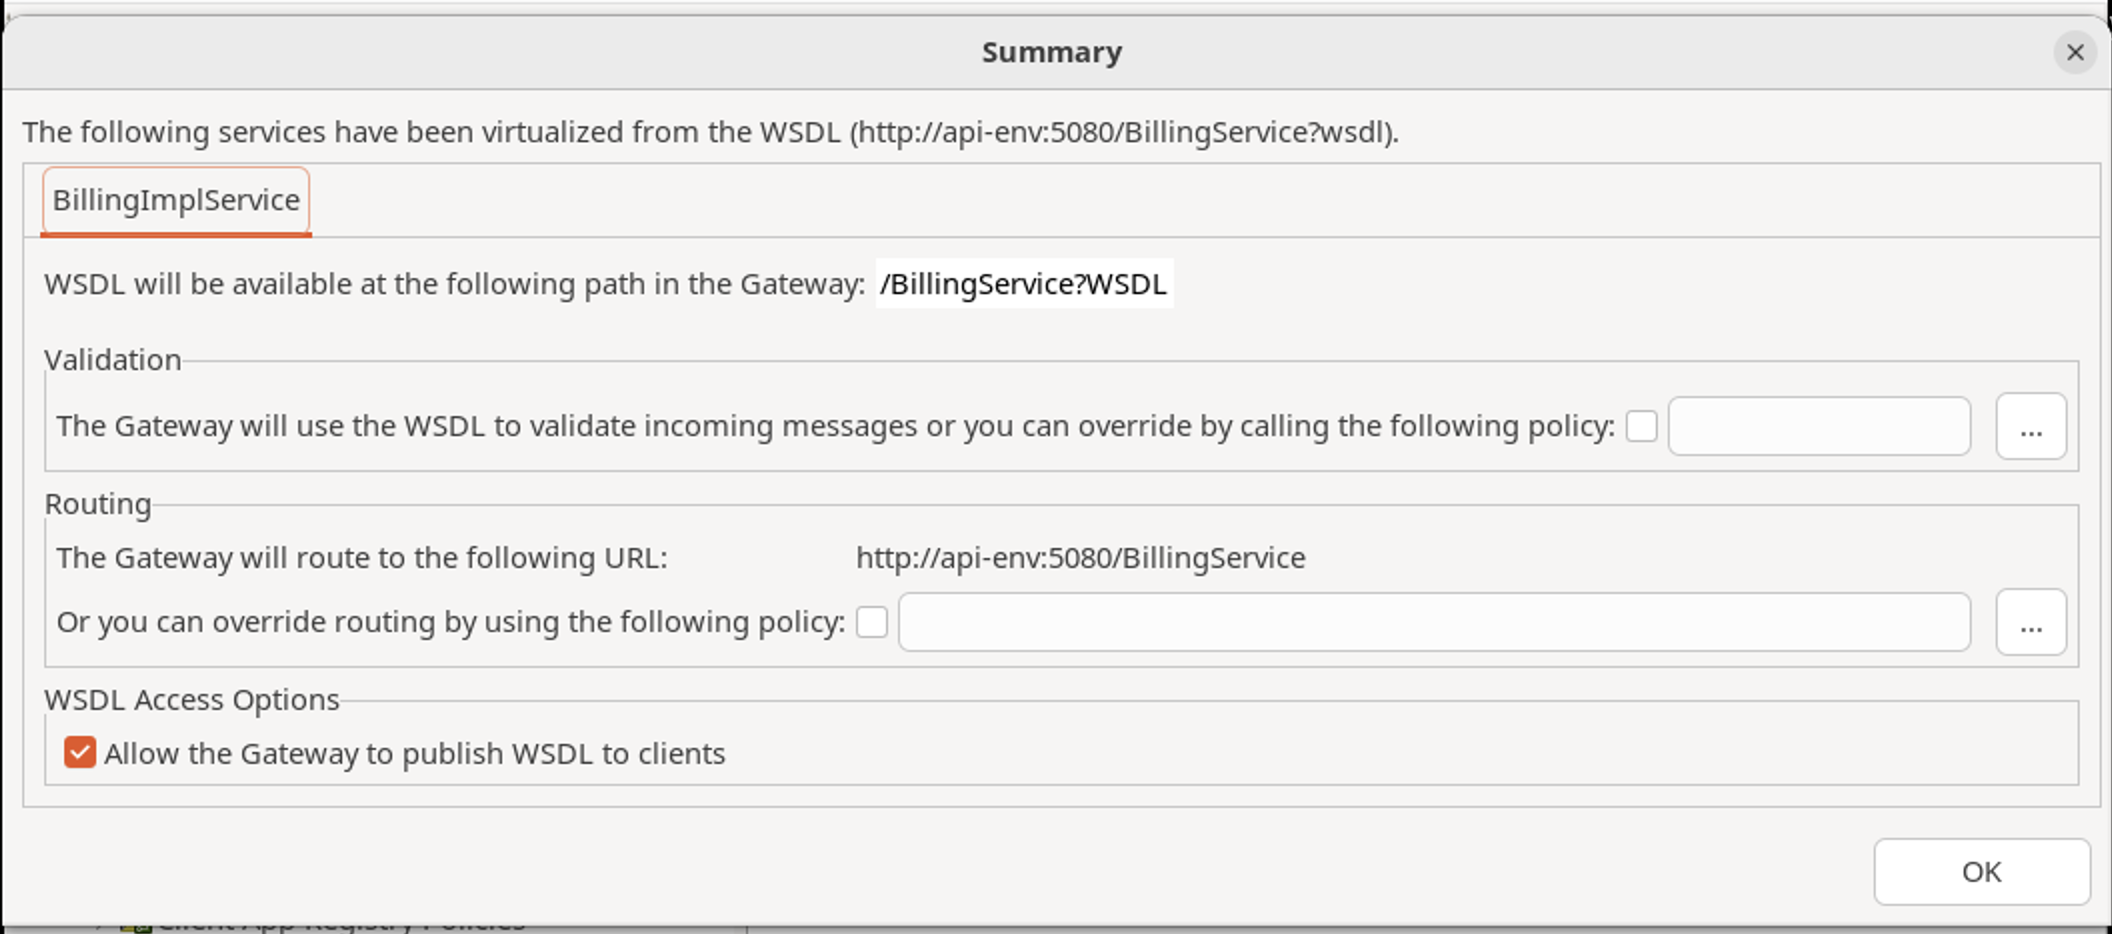 Summary
The following services have been virtualized from the WSDL (http://api-env:5080/BillingService?wsdl).
BillingImplService
WSDL will be available at the following path in the Gateway: /BillingService?WSDL
Validation
The Gateway will use the WSDL to validate incoming messages or you can override by calling the following policy: ...
Routing
The Gateway will route to the following URL: http://api-env:5080/BillingService
Or you can override routing by using the following policy: ...
WSDL Access Options
Allow the Gateway to publish WSDL to clients
OK
Client App Registry Policies